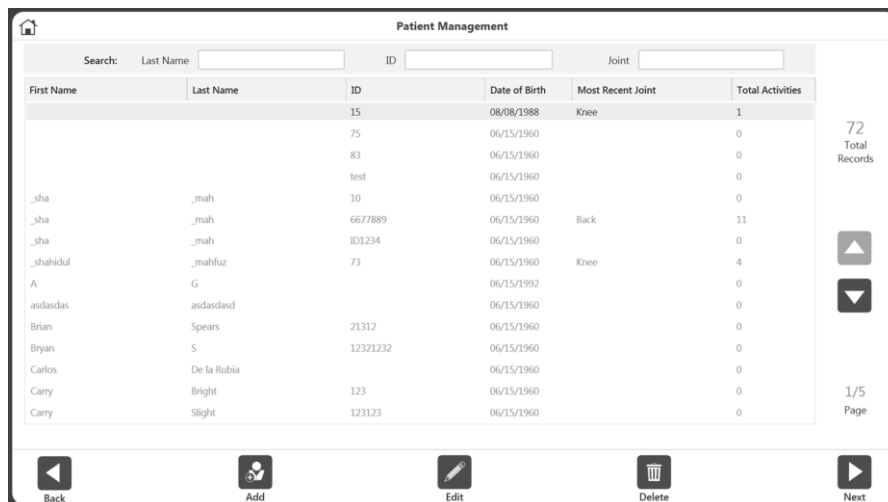 Patient Management
Search: Last Name ID Joint
First Name Last Name ID Date of Birth Most Recent Joint Total Activities
15 08/08/1988 Knee 1
75 06/15/1960 0
83 06/15/1960 0
test 06/15/1960 0
_sha _mah 10 06/15/1960 0
_sha _mah 6677889 06/15/1960 Back 11
_sha _mah ID1234 06/15/1960 0
_shahidul _mahfuz 73 06/15/1960 Knee 4
A G 06/15/1992 0
asdasdas asdasdasd 06/15/1960 0
Brian Spears 21312 06/15/1960 0
Bryan S 12321232 06/15/1960 0
Carlos De la Rubia 06/15/1960 0
Carry Bright 123 06/15/1960 0
Carry Slight 123123 06/15/1960 0
72
Total
Records
1/5
Page
Back Add Edit Delete Next